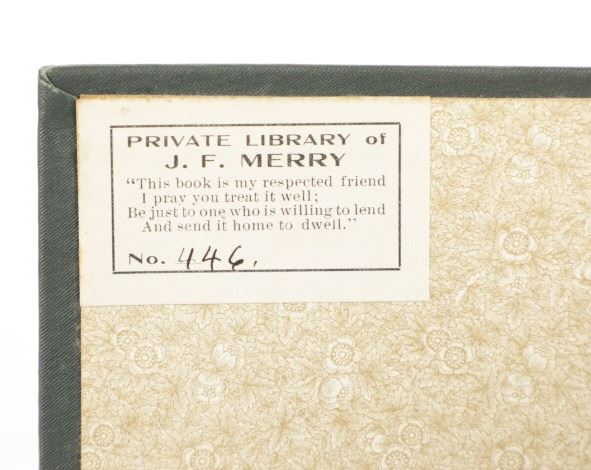 PRIVATE LIBRARY of
J. F. MERRY
"This book is my respected friend
I pray you treat it well;
Be just to one who is willing to lend
And send it home to dwell."
No. 446.